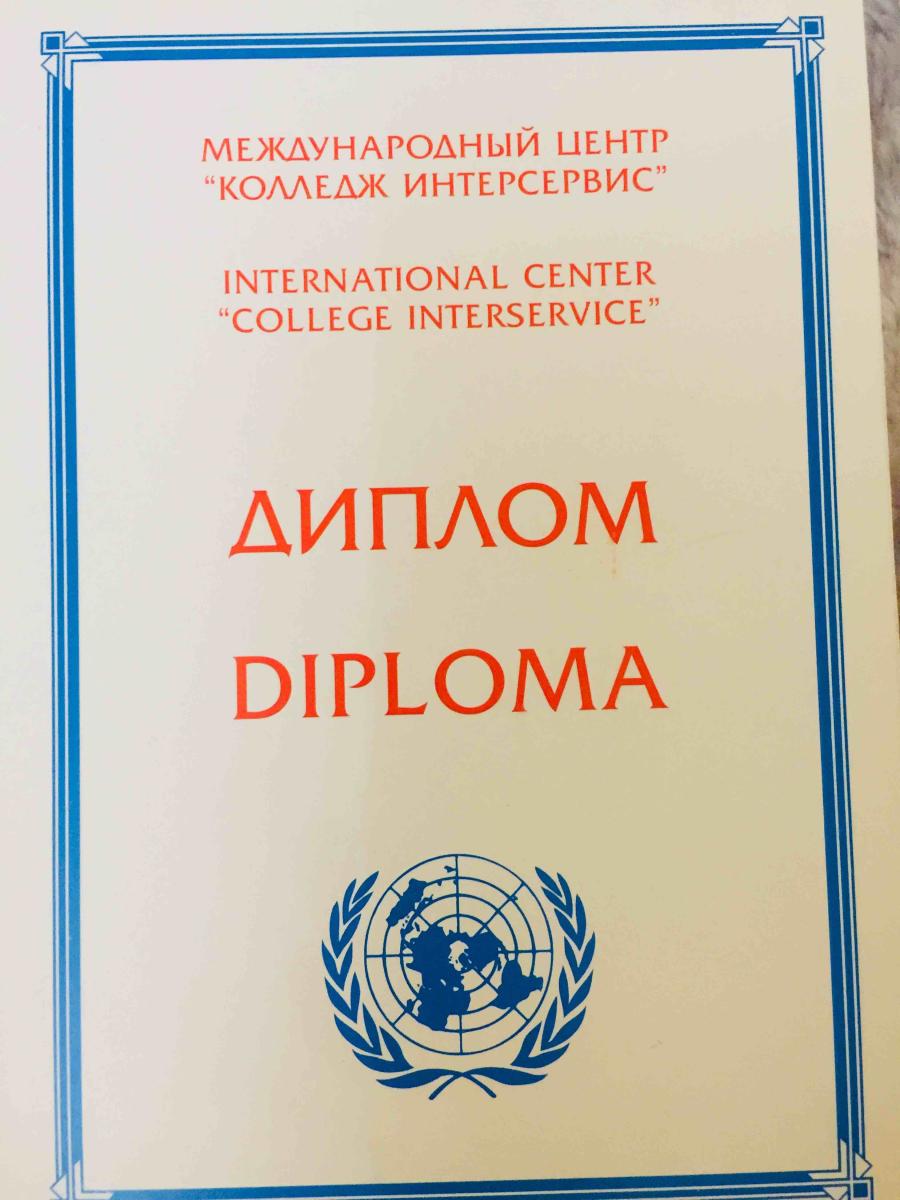 МЕЖДУНАРОДНЫЙ ЦЕНТР
“КОЛЛЕДЖ ИНТЕРСЕРВИС”
INTERNATIONAL CENTER
“COLLEGE INTERSERVICE”
ДИПЛОМ
DIPLOMA